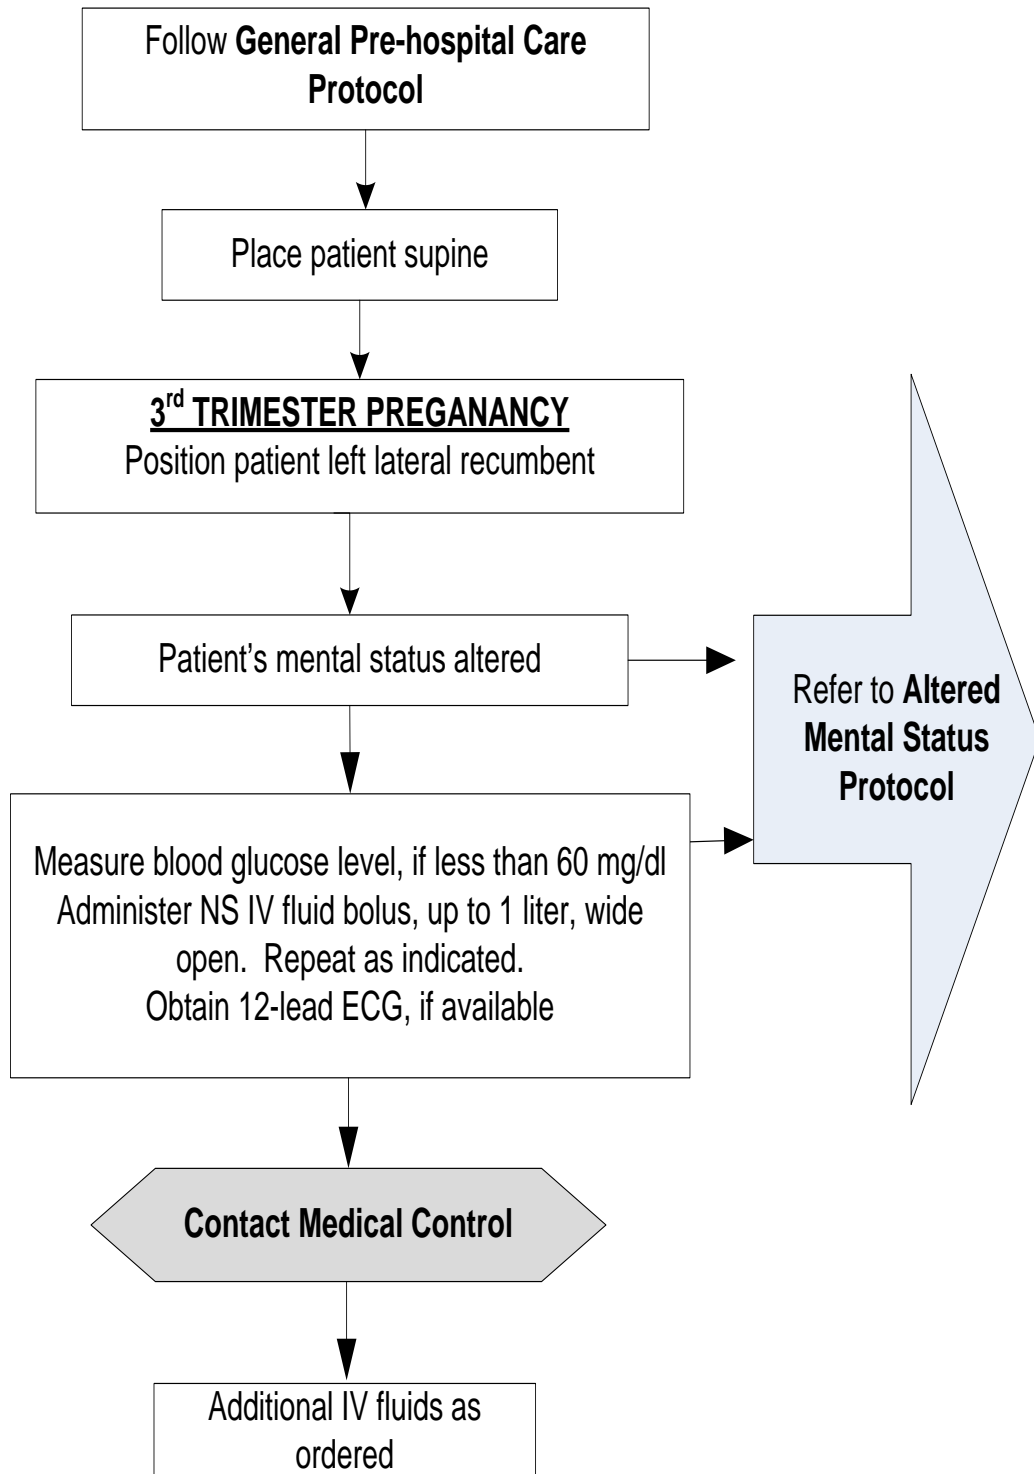 Follow General Pre-hospital Care
Protocol
Place patient supine
3rd TRIMESTER PREGANANCY
Position patient left lateral recumbent
Patient's mental status altered
Refer to Altered
Mental Status
Protocol
Measure blood glucose level, if less than 60 mg/dl
Administer NS IV fluid bolus, up to 1 liter, wide
open.  Repeat as indicated.
Obtain 12-lead ECG, if available
Contact Medical Control
Additional IV fluids as
ordered